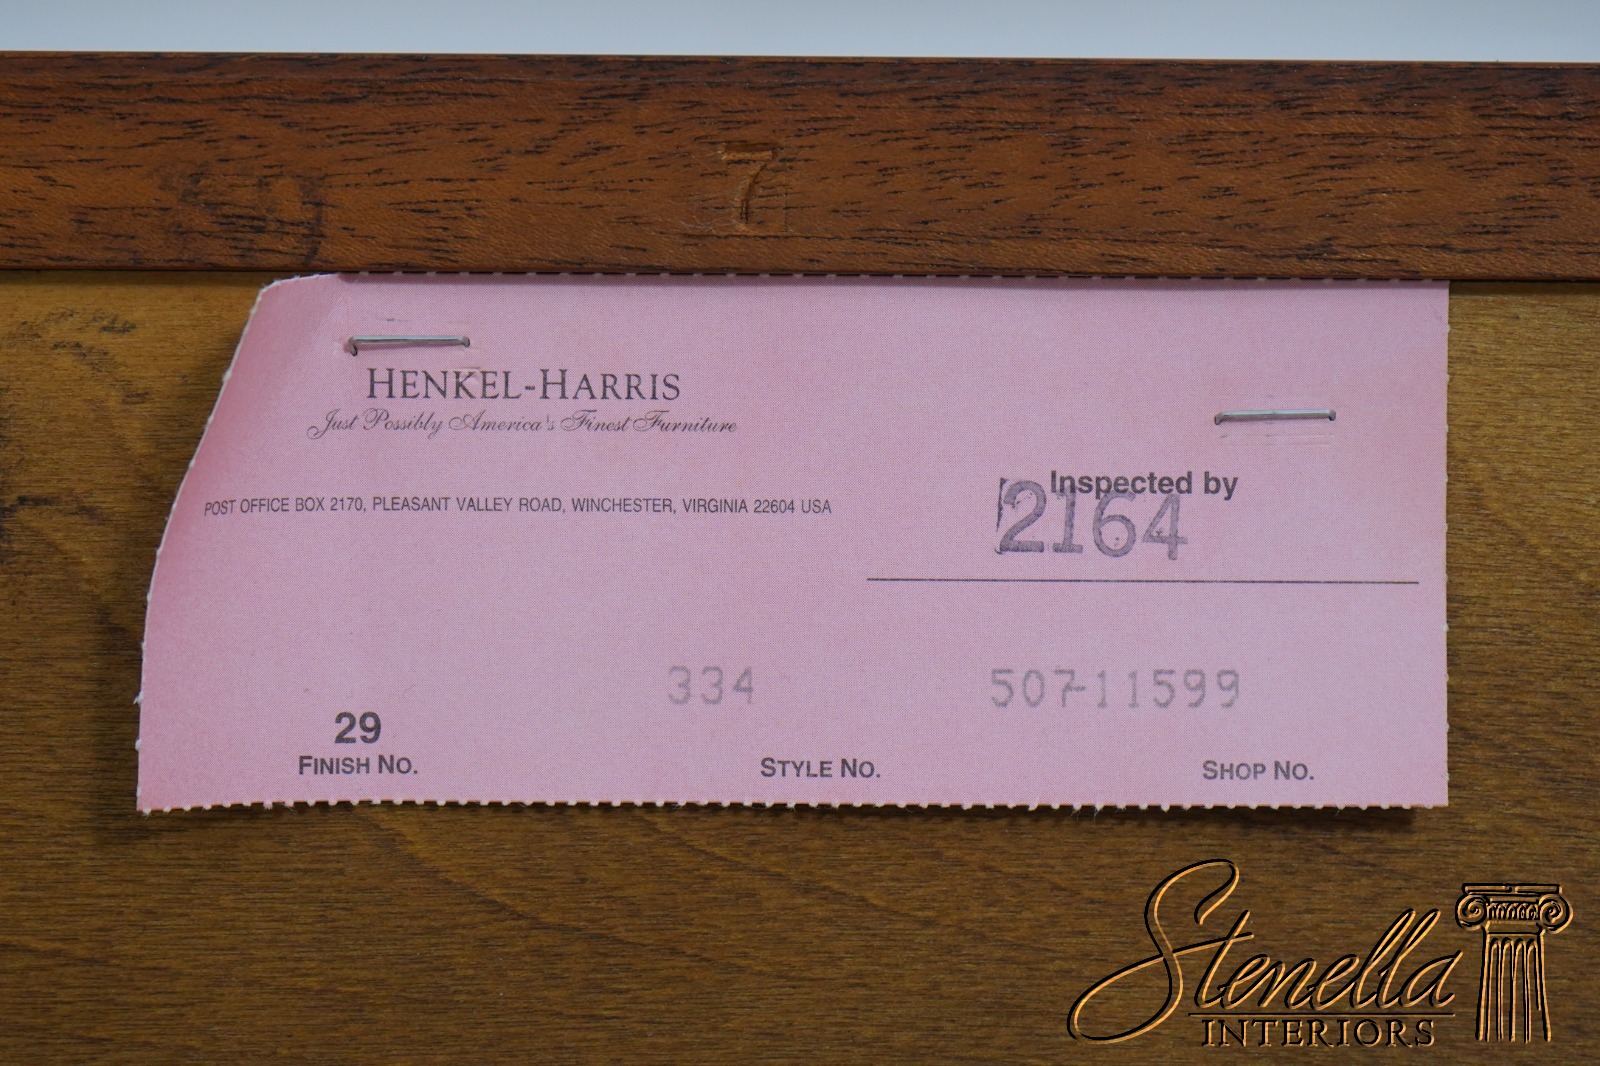 7
HENKEL-HARRIS
Just Possibly America's Finest Furniture
POST OFFICE BOX 2170, PLEASANT VALLEY ROAD, WINCHESTER, VIRGINIA 22604 USA
Inspected by
2164
334
507-11599
29
FINISH NO.
STYLE NO.
SHOP NO.
Stenella
INTERIORS